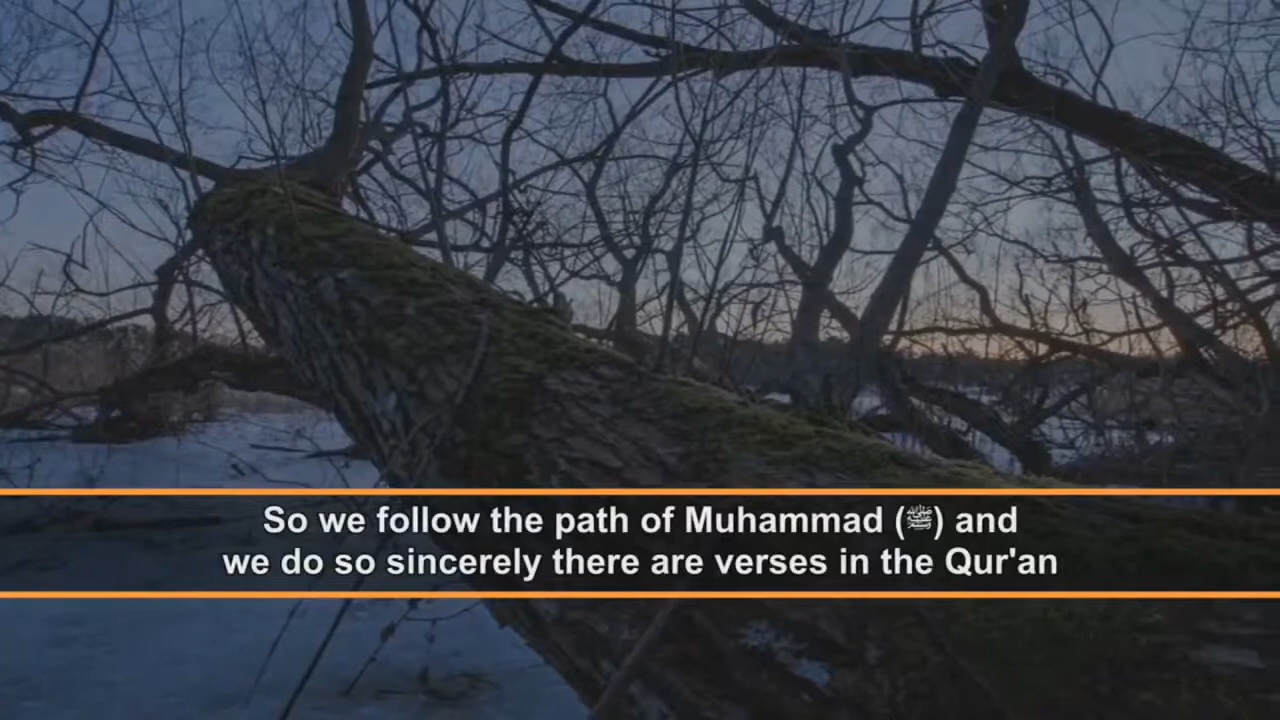 So we follow the path of Muhammad (ﷺ) and
we do so sincerely there are verses in the Qur'an